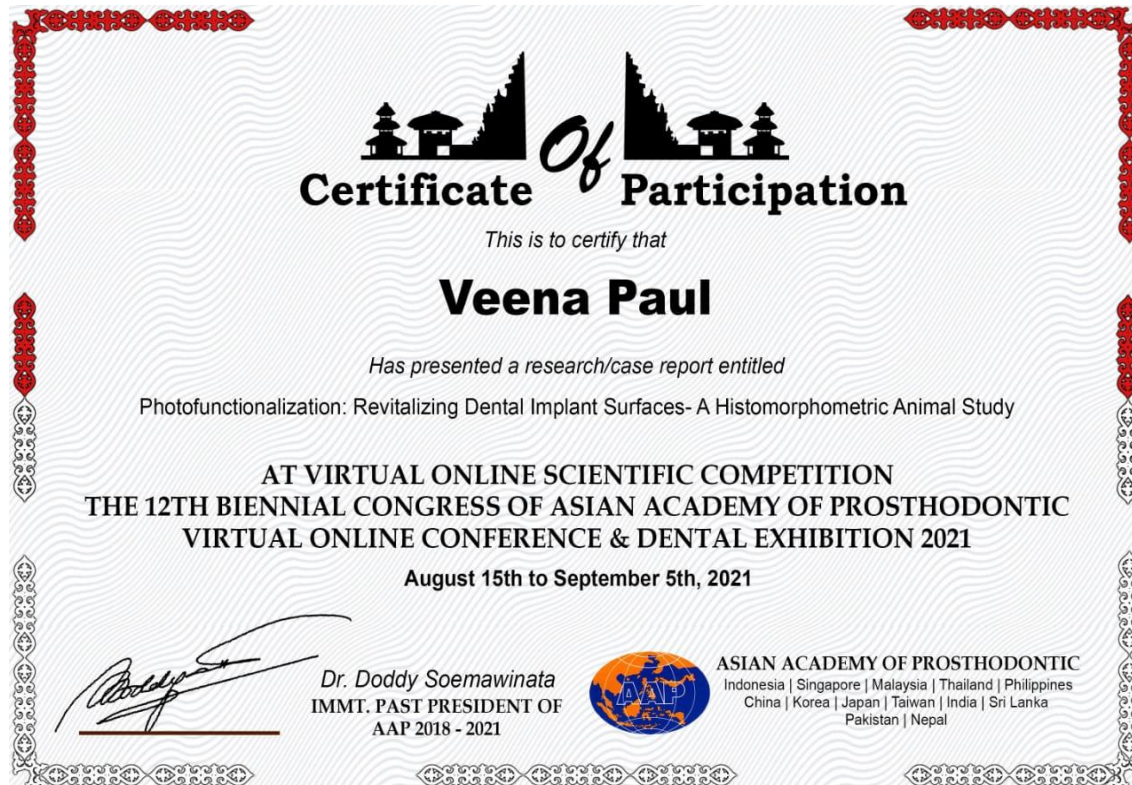 Certificate Of Participation
This is to certify that
Veena Paul
Has presented a research/case report entitled
Photofunctionalization: Revitalizing Dental Implant Surfaces- A Histomorphometric Animal Study
AT VIRTUAL ONLINE SCIENTIFIC COMPETITION
THE 12TH BIENNIAL CONGRESS OF ASIAN ACADEMY OF PROSTHODONTIC
VIRTUAL ONLINE CONFERENCE & DENTAL EXHIBITION 2021
August 15th to September 5th, 2021
Dr. Doddy Soemawinata
IMMT. PAST PRESIDENT OF
AAP 2018 - 2021
AAP
ASIAN ACADEMY OF PROSTHODONTIC
Indonesia | Singapore | Malaysia | Thailand | Philippines
China | Korea | Japan | Taiwan | India | Sri Lanka
Pakistan | Nepal